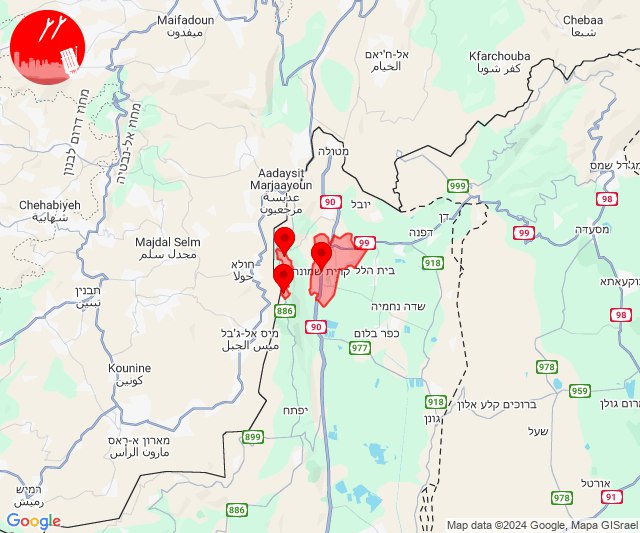 Maifadoun
ميفدون
Chebaa
شبعا
אל-ח'יאם
الخيام
Kfarchouba
كفر شوبا
מחוז דרום לבנון
מחוז אל-נבטיה
מטולה
מג'דל שמס
Aadaysit
Marjaayoun
عديسة
مرجعيون
999
Chehabiyeh
شهابية
90
יובל
98
דן
דפנה
99
מסעדה
Majdal Selm
مجدل سلم
99
חולא
حولا
קרית שמונה
בית הלל
918
בוקעאתא
תבנין
تبنين
886
שדה נחמיה
98
90
מיס אל-ג'בל
ميس الجبل
כפר בלום
977
Kounine
كونين
978
959
918
ברוכים קלע אלון
מרום גולן
יפתח
גונן
899
שעל
מארון א-ראס
مارون الراس
רמיש
رميش
978
אורטל
91
886
Google
Map data ©2024 Google, Mapa GISrael